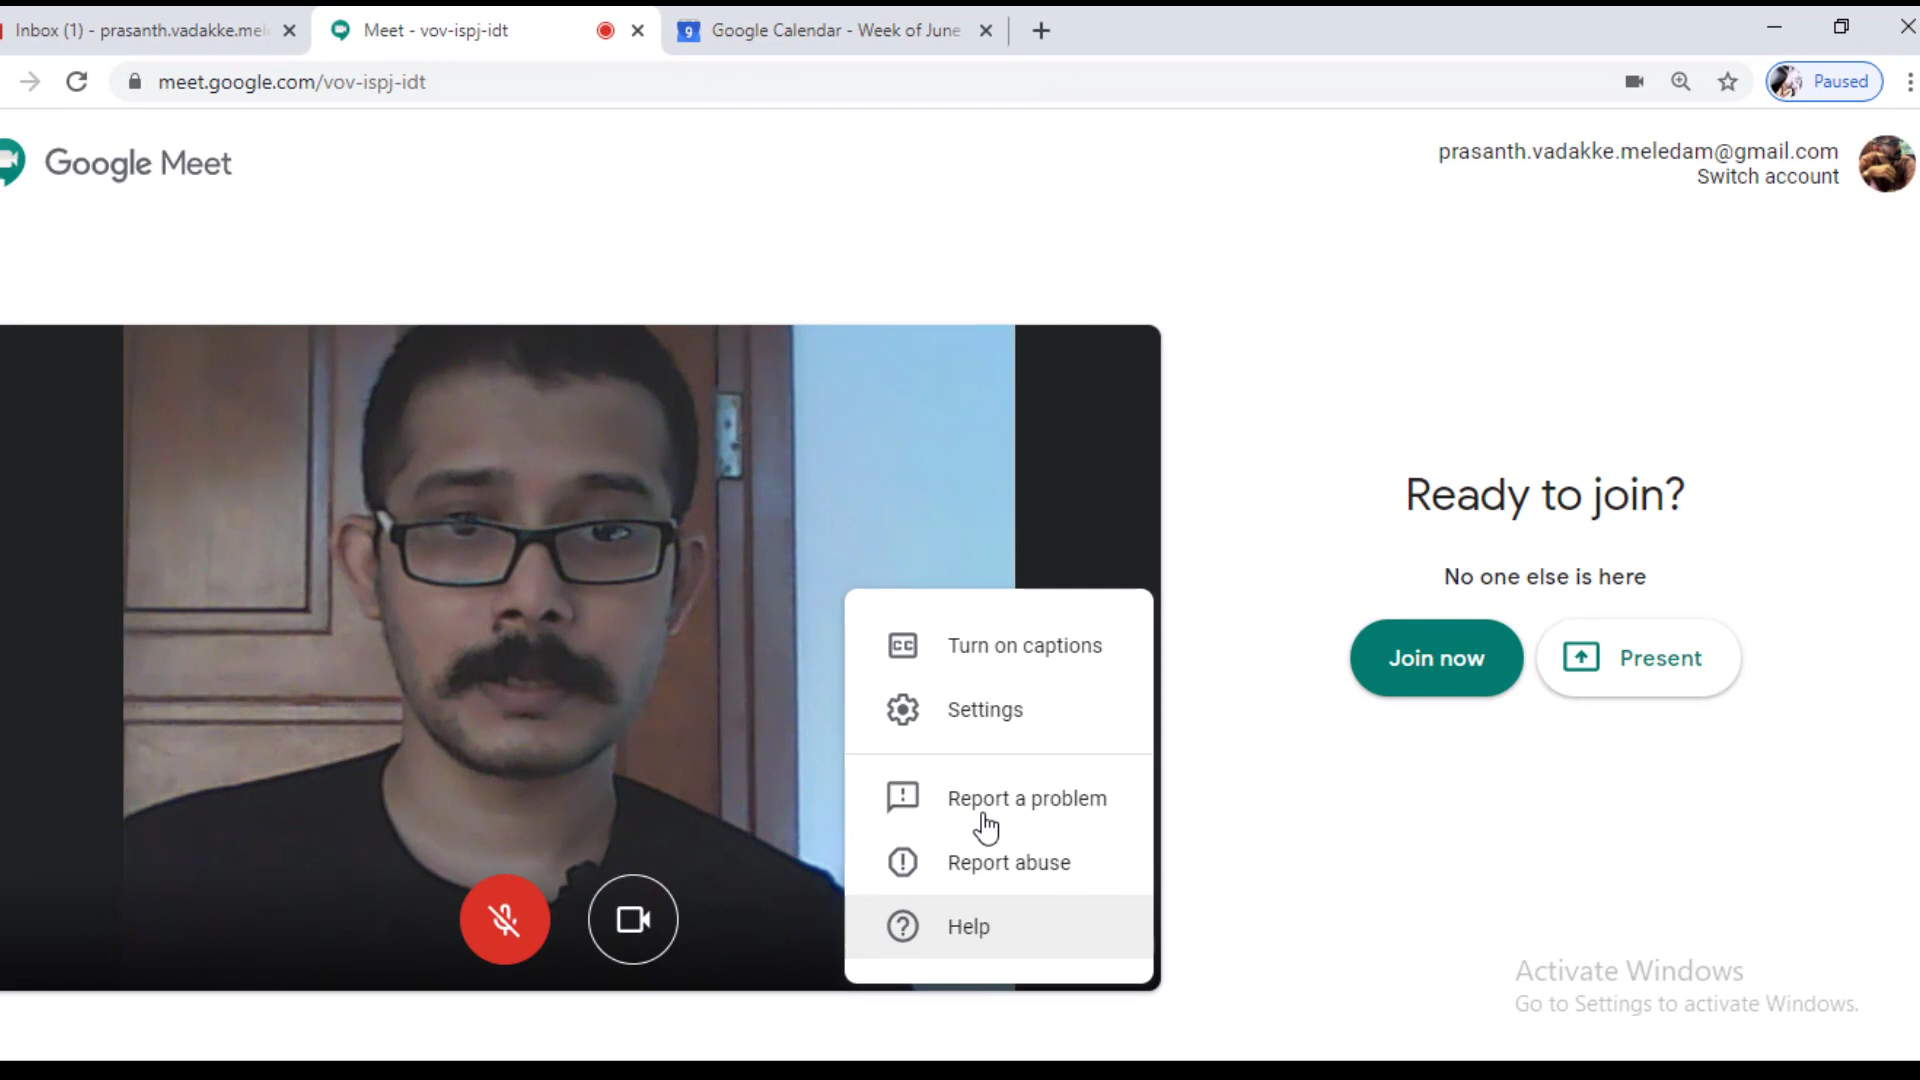 Inbox (1) - prasanth.vadakke.mel
Meet - vov-ispj-idt
9
Google Calendar - Week of June
meet.google.com/vov-ispj-idt
Paused
Google Meet
prasanth.vadakke.meledam@gmail.com
Switch account
Ready to join?
No one else is here
Join now
Present
CC
Turn on captions
Settings
Report a problem
Report abuse
Help
Activate Windows
Go to Settings to activate Windows.